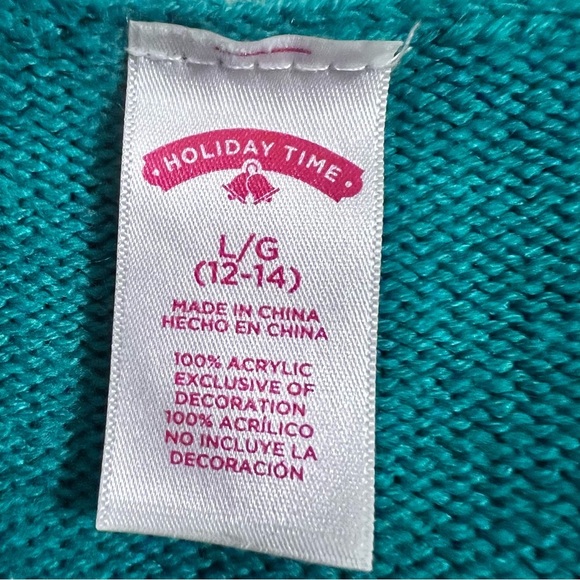 • HOLIDAY TIME •
L/G
(12-14)
MADE IN CHINA
HECHO EN CHINA
100% ACRYLIC
EXCLUSIVE OF
DECORATION
100% ACRÍLICO
NO INCLUYE LA
DECORACIÓN